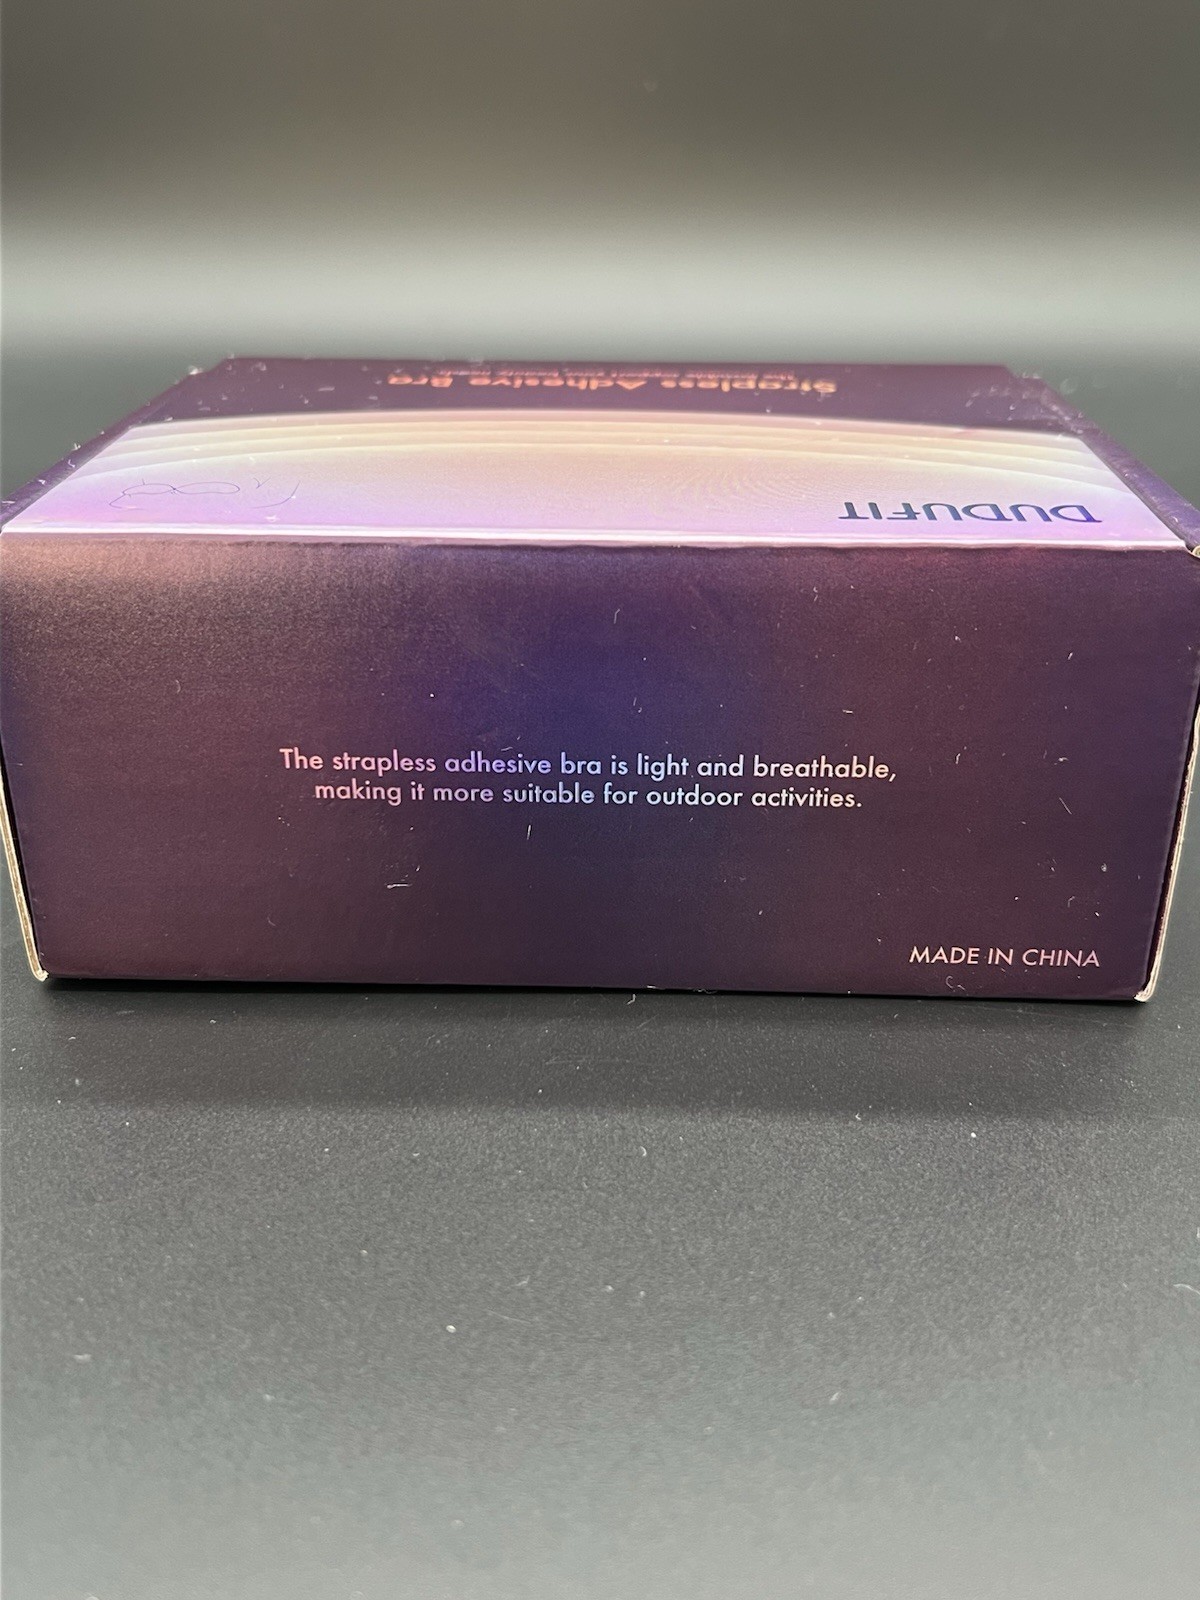 Strapless Adhesive Bra
DUDUFIT
The strapless adhesive bra is light and breathable,
making it more suitable for outdoor activities.
MADE IN CHINA